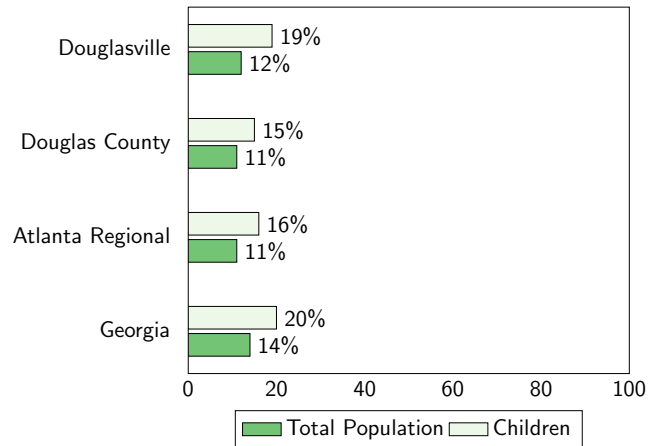 Douglasville
19%
12%
Douglas County
15%
11%
Atlanta Regional
16%
11%
Georgia
20%
14%
0 20 40 60 80 100
Total Population Children